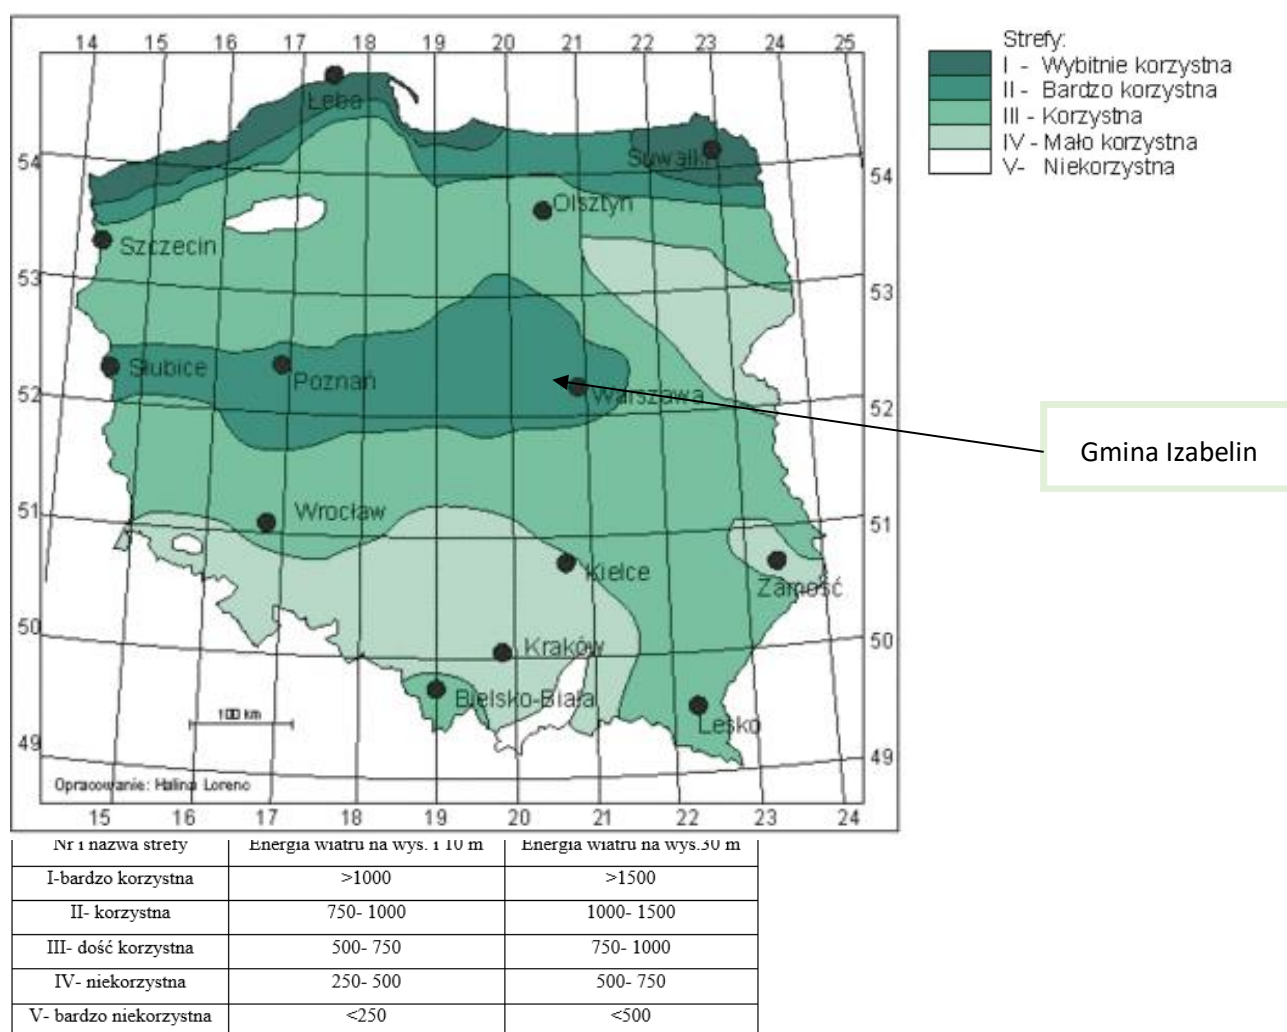 14 15 16 17 18 19 20 21 22 23 24 25
Strefy:
I - Wybitnie korzystna
II - Bardzo korzystna
III - Korzystna
IV - Mało korzystna
V- Niekorzystna
Łeba
Suwałki
54 54
Olsztyn
Szczecin
53 53
Słubice
Poznań
Warszawa
52 52
Gmina Izabelin
Wrocław
51 51
Kielce
Zamość
50 50
Kraków
Bielsko-Biała
Lesko
100 km
49 49
Opracowanie: Halina Lorenc
15 16 17 18 19 20 21 22 23 24
Nr i nazwa strefy Energia wiatru na wys. i 10 m Energia wiatru na wys.30 m
I-bardzo korzystna >1000 >1500
II- korzystna 750- 1000 1000- 1500
III- dość korzystna 500- 750 750- 1000
IV- niekorzystna 250- 500 500- 750
V- bardzo niekorzystna <250 <500